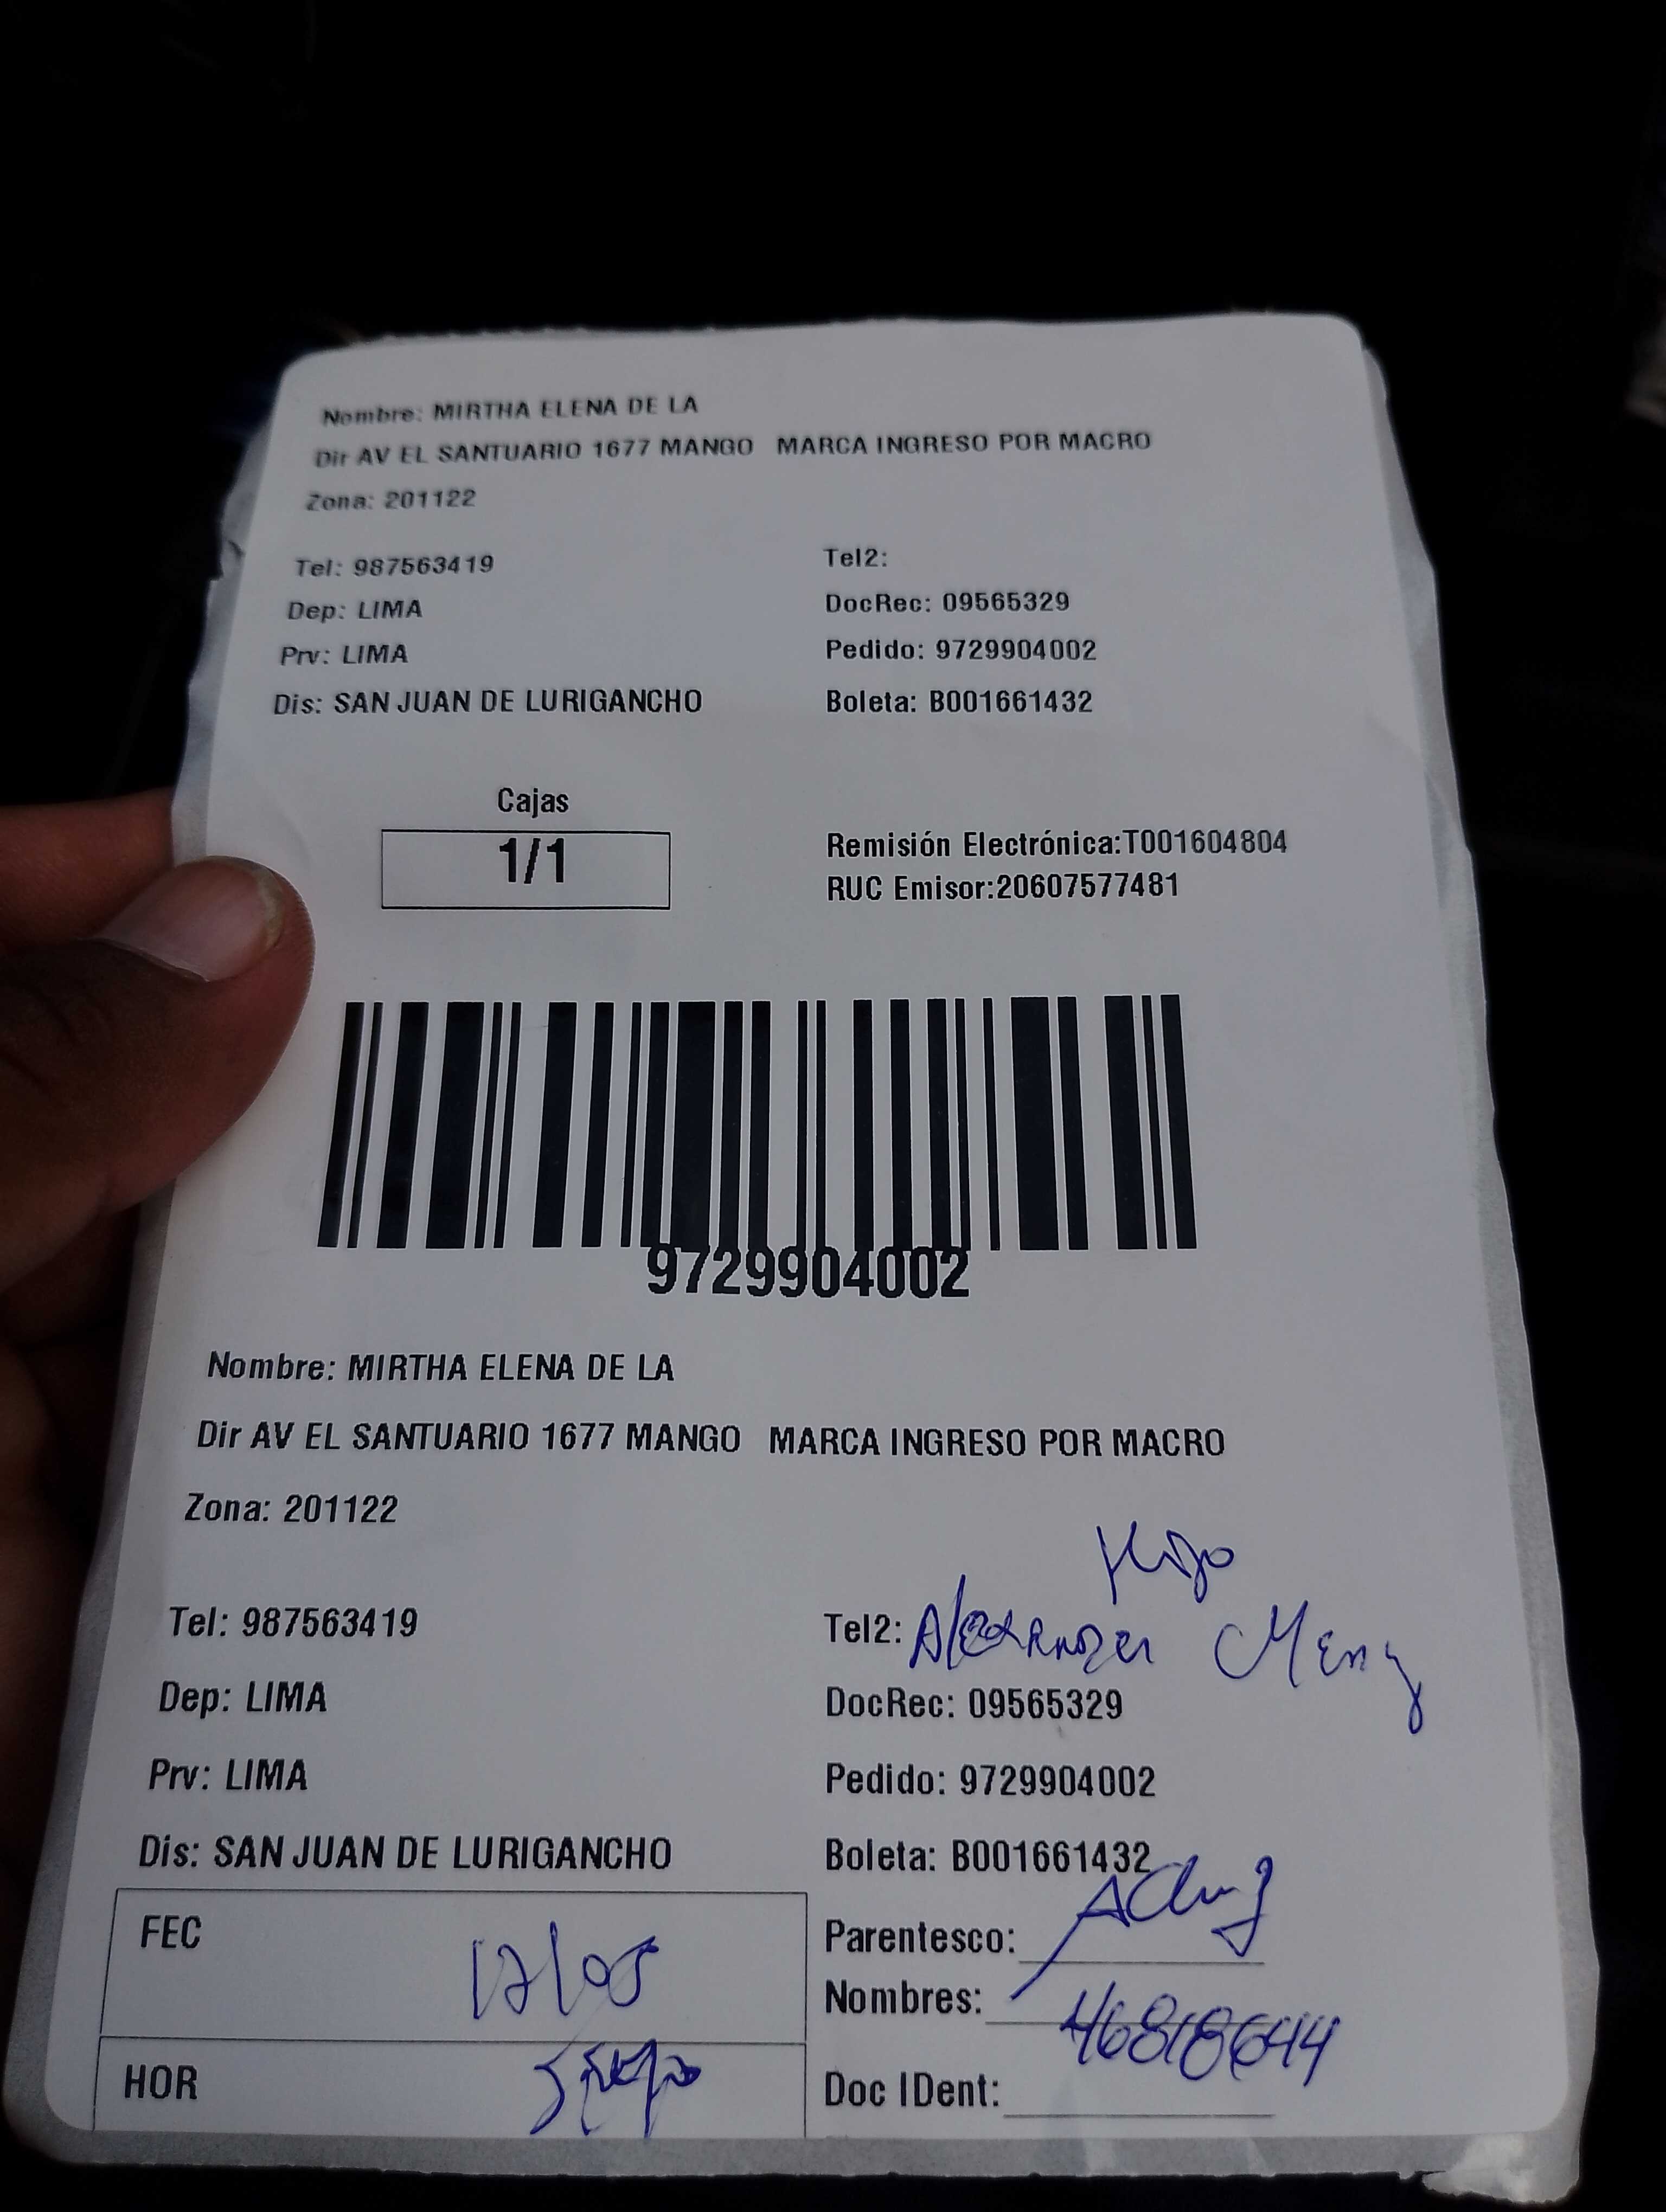 Nombre: MIRTHA ELENA DE LA
Dir AV EL SANTUARIO 1677 MANGO MARCA INGRESO POR MACRO
Zona: 201122
Tel: 987563419
Tel2:
Dep: LIMA
DocRec: 09565329
Prv: LIMA
Pedido: 9729904002
Dis: SAN JUAN DE LURIGANCHO
Boleta: B001661432
Cajas
1/1
Remisión Electrónica:T001604804
RUC Emisor:20607577481
9729904002
Nombre: MIRTHA ELENA DE LA
Dir AV EL SANTUARIO 1677 MANGO MARCA INGRESO POR MACRO
Zona: 201122
Hijo
Tel: 987563419
Tel2: Alexander
Dep: LIMA
DocRec: 09565329
Prv: LIMA
Pedido: 9729904002
Dis: SAN JUAN DE LURIGANCHO
Boleta: B001661432
FEC 12/05
Parentesco:
Nombres:
46818644
HOR
Doc IDent: